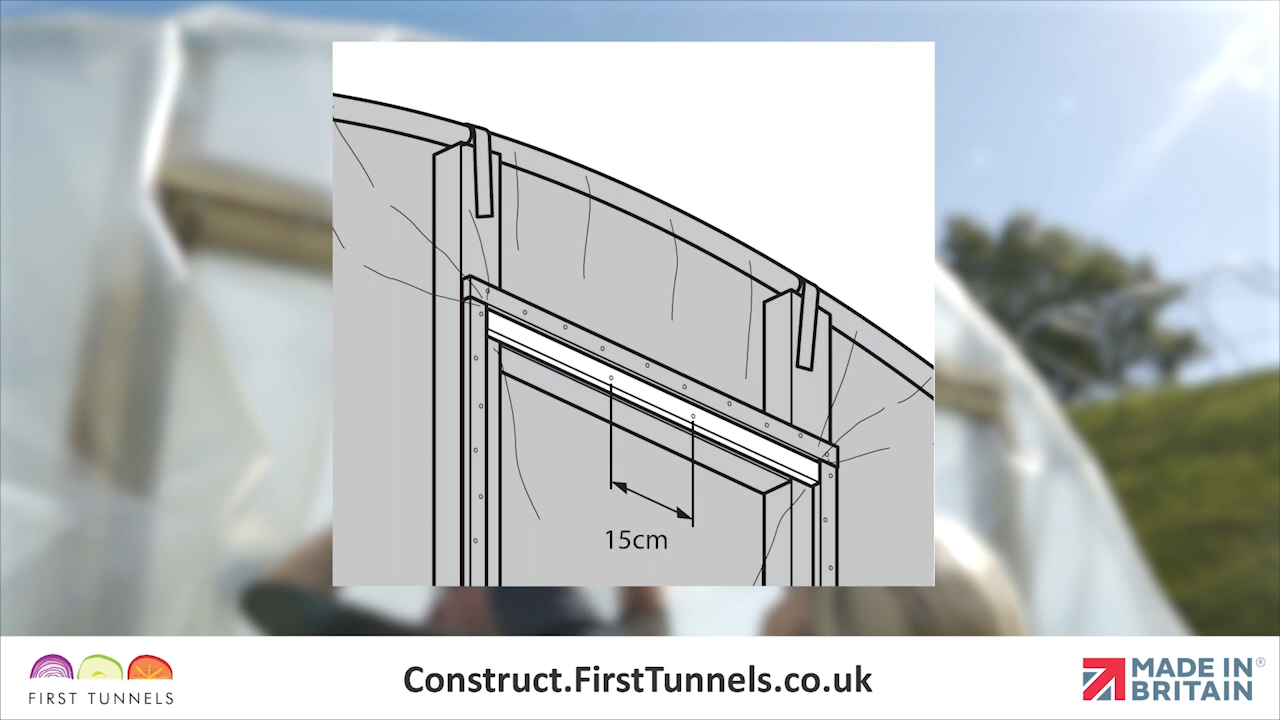 15cm
FIRST TUNNELS
Construct.FirstTunnels.co.uk
MADE IN®
BRITAIN